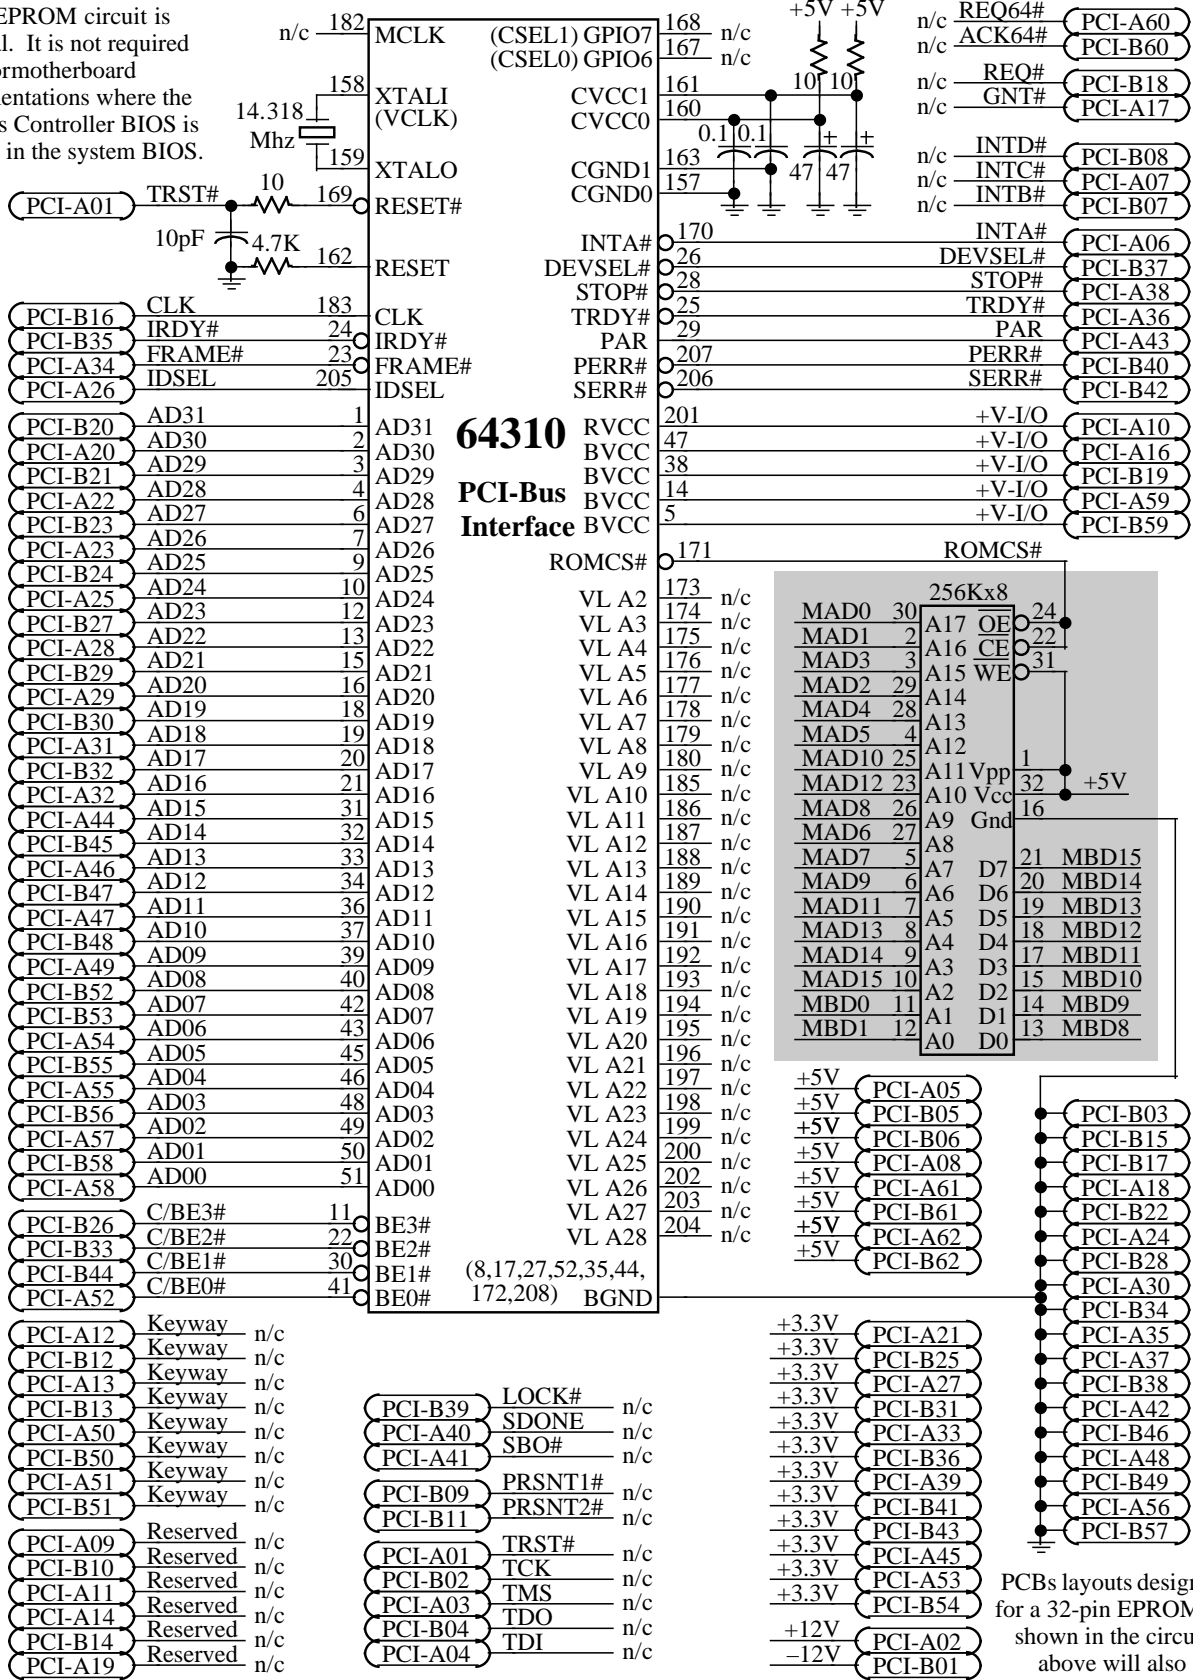 EPROM circuit is
l. It is not required
ormotherboard
entations where the
s Controller BIOS is
in the system BIOS.
n/c 182 MCLK
158 XTALI
(VCLK)
14.318
Mhz
159 XTALO
PCI-A01 TRST# 10 169 RESET#
10pF 4.7K
162 RESET
PCI-B16 CLK 183 CLK
PCI-B35 IRDY# 24 IRDY#
PCI-A34 FRAME# 23 FRAME#
PCI-A26 IDSEL 205 IDSEL
PCI-B20 AD31 1 AD31
PCI-A20 AD30 2 AD30
PCI-B21 AD29 3 AD29
PCI-A22 AD28 4 AD28
PCI-B23 AD27 6 AD27
PCI-A23 AD26 7 AD26
PCI-B24 AD25 9 AD25
PCI-A25 AD24 10 AD24
PCI-B27 AD23 12 AD23
PCI-A28 AD22 13 AD22
PCI-B29 AD21 15 AD21
PCI-A29 AD20 16 AD20
PCI-B30 AD19 18 AD19
PCI-A31 AD18 19 AD18
PCI-B32 AD17 20 AD17
PCI-A32 AD16 21 AD16
PCI-A44 AD15 31 AD15
PCI-B45 AD14 32 AD14
PCI-A46 AD13 33 AD13
PCI-B47 AD12 34 AD12
PCI-A47 AD11 36 AD11
PCI-B48 AD10 37 AD10
PCI-A49 AD09 39 AD09
PCI-B52 AD08 40 AD08
PCI-B53 AD07 42 AD07
PCI-A54 AD06 43 AD06
PCI-B55 AD05 45 AD05
PCI-A55 AD04 46 AD04
PCI-B56 AD03 48 AD03
PCI-A57 AD02 49 AD02
PCI-B58 AD01 50 AD01
PCI-A58 AD00 51 AD00
PCI-B26 C/BE3# 11 BE3#
PCI-B33 C/BE2# 22 BE2#
PCI-B44 C/BE1# 30 BE1#
PCI-A52 C/BE0# 41 BE0#
64310
PCI-Bus
Interface
(CSEL1) GPIO7 168 n/c
(CSEL0) GPIO6 167 n/c
CVCC1 161
CVCC0 160
CGND1 163
CGND0 157
+5V +5V
10 10
0.1 0.1
+ +
47 47
INTA# 170 INTA# PCI-A06
DEVSEL# 26 DEVSEL# PCI-B37
STOP# 28 STOP# PCI-A38
TRDY# 25 TRDY# PCI-A36
PAR 29 PAR PCI-A43
PERR# 207 PERR# PCI-B40
SERR# 206 SERR# PCI-B42
RVCC 201 +V-I/O PCI-A10
BVCC 47 +V-I/O PCI-A16
BVCC 38 +V-I/O PCI-B19
BVCC 14 +V-I/O PCI-A59
BVCC 5 +V-I/O PCI-B59
ROMCS# 171 ROMCS#
VL A2 173 n/c
VL A3 174 n/c
VL A4 175 n/c
VL A5 176 n/c
VL A6 177 n/c
VL A7 178 n/c
VL A8 179 n/c
VL A9 180 n/c
VL A10 185 n/c
VL A11 186 n/c
VL A12 187 n/c
VL A13 188 n/c
VL A14 189 n/c
VL A15 190 n/c
VL A16 191 n/c
VL A17 192 n/c
VL A18 193 n/c
VL A19 194 n/c
VL A20 195 n/c
VL A21 196 n/c
VL A22 197 n/c
VL A23 198 n/c
VL A24 199 n/c
VL A25 200 n/c
VL A26 202 n/c
VL A27 203 n/c
VL A28 204 n/c
(8,17,27,52,35,44,
172,208) BGND
n/c REQ64# PCI-A60
n/c ACK64# PCI-B60
n/c REQ# PCI-B18
n/c GNT# PCI-A17
n/c INTD# PCI-B08
n/c INTC# PCI-A07
n/c INTB# PCI-B07
256Kx8
MAD0 30 A17 OE 24
MAD1 2 A16 CE 22
MAD3 3 A15 WE 31
MAD2 29 A14
MAD4 28 A13
MAD5 4 A12
MAD10 25 A11 Vpp 1
MAD12 23 A10 Vcc 32 +5V
MAD8 26 A9 Gnd 16
MAD6 27 A8
MAD7 5 A7 D7 21 MBD15
MAD9 6 A6 D6 20 MBD14
MAD11 7 A5 D5 19 MBD13
MAD13 8 A4 D4 18 MBD12
MAD14 9 A3 D3 17 MBD11
MAD15 10 A2 D2 15 MBD10
MBD0 11 A1 D1 14 MBD9
MBD1 12 A0 D0 13 MBD8
+5V PCI-A05
+5V PCI-B05
+5V PCI-B06
+5V PCI-A08
+5V PCI-A61
+5V PCI-B61
+5V PCI-A62
+5V PCI-B62
PCI-B03
PCI-B15
PCI-B17
PCI-A18
PCI-B22
PCI-A24
PCI-B28
PCI-A30
PCI-B34
PCI-A35
PCI-A37
PCI-B38
PCI-A42
PCI-B46
PCI-A48
PCI-B49
PCI-A56
PCI-B57
PCI-A12 Keyway n/c
PCI-B12 Keyway n/c
PCI-A13 Keyway n/c
PCI-B13 Keyway n/c
PCI-A50 Keyway n/c
PCI-B50 Keyway n/c
PCI-A51 Keyway n/c
PCI-B51 Keyway n/c
PCI-A09 Reserved n/c
PCI-B10 Reserved n/c
PCI-A11 Reserved n/c
PCI-A14 Reserved n/c
PCI-B14 Reserved n/c
PCI-A19 Reserved n/c
PCI-B39 LOCK# n/c
PCI-A40 SDONE n/c
PCI-A41 SBO# n/c
PCI-B09 PRSNT1# n/c
PCI-B11 PRSNT2# n/c
PCI-A01 TRST# n/c
PCI-B02 TCK n/c
PCI-A03 TMS n/c
PCI-B04 TDO n/c
PCI-A04 TDI n/c
+3.3V PCI-A21
+3.3V PCI-B25
+3.3V PCI-A27
+3.3V PCI-B31
+3.3V PCI-A33
+3.3V PCI-B36
+3.3V PCI-A39
+3.3V PCI-B41
+3.3V PCI-B43
+3.3V PCI-A45
+3.3V PCI-A53
+3.3V PCI-B54
+12V PCI-A02
–12V PCI-B01
PCBs layouts design
for a 32-pin EPROM
shown in the circu
above will also